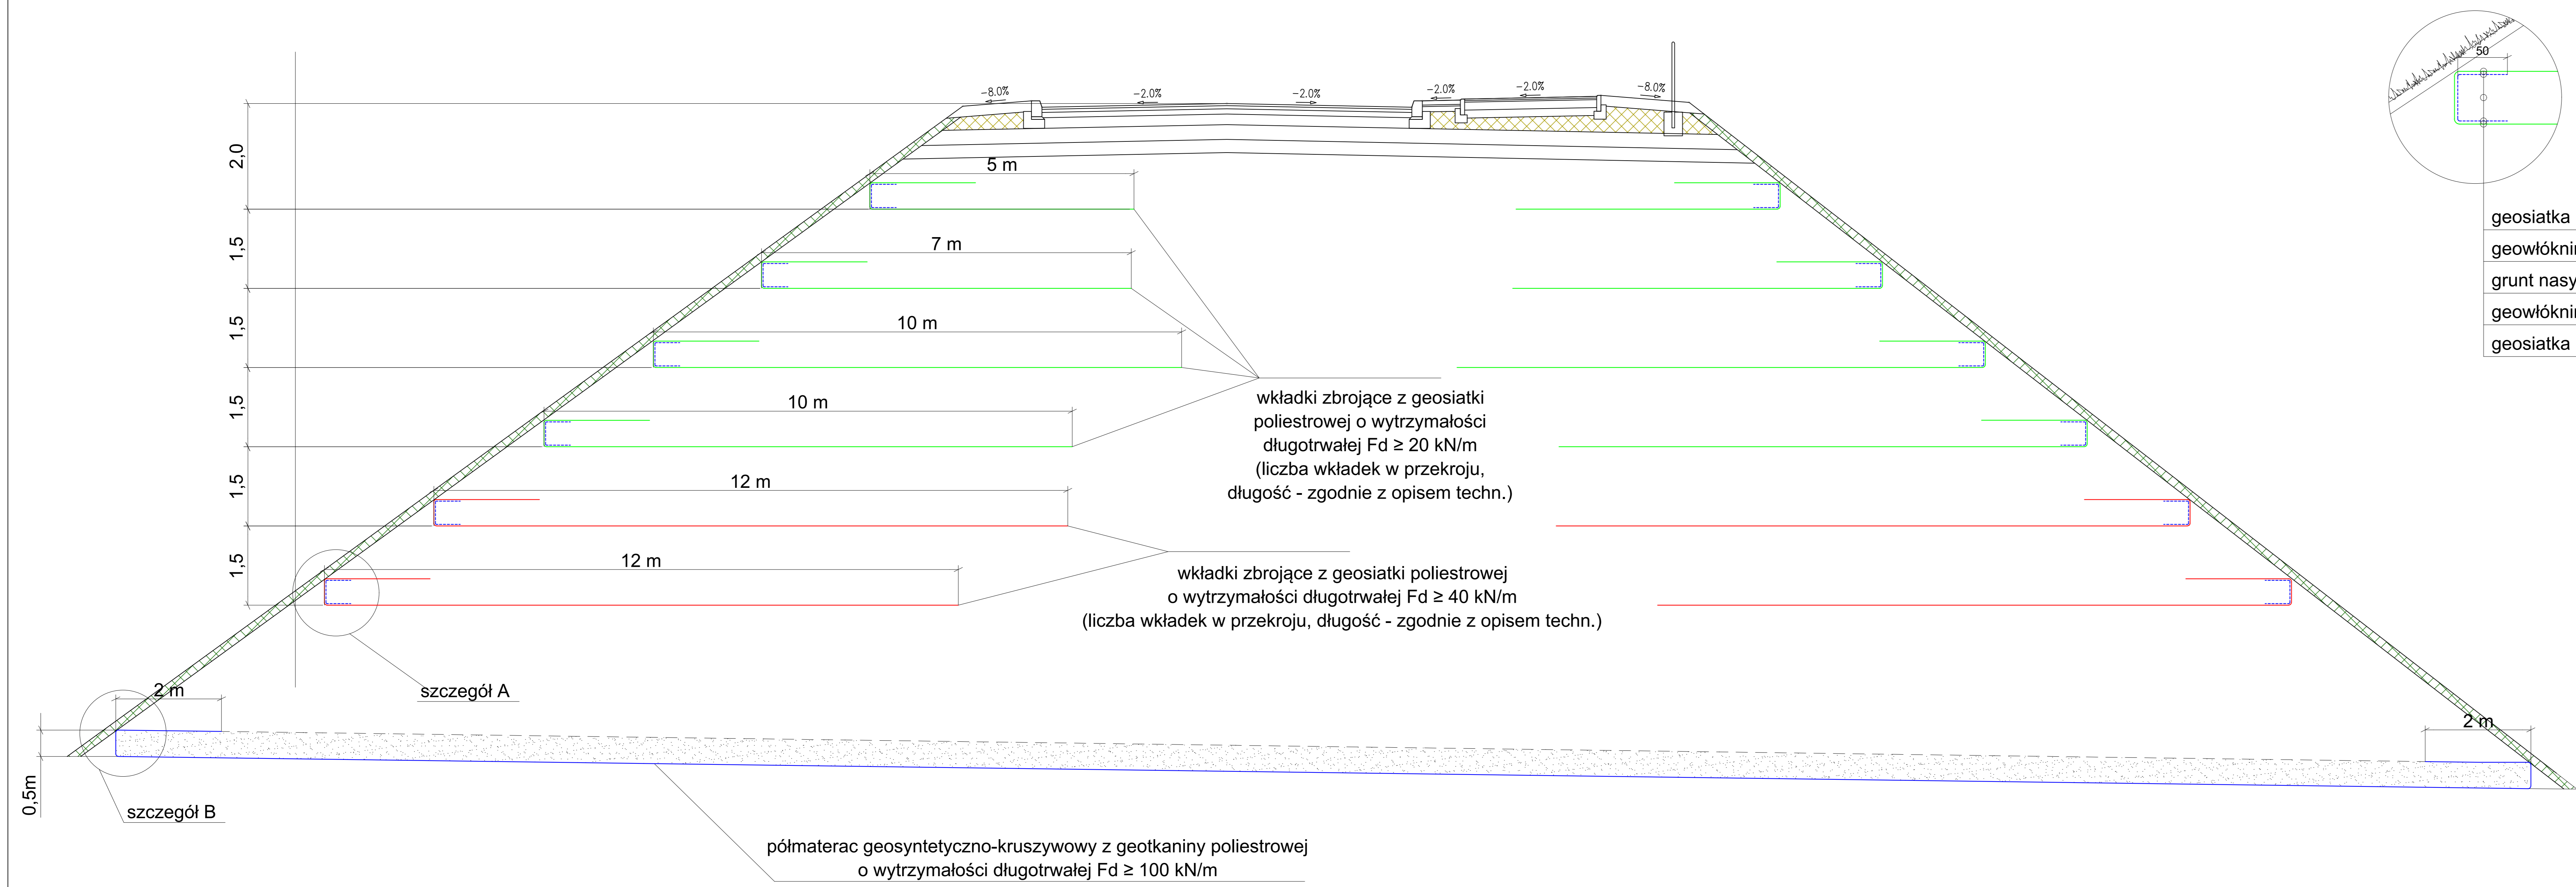 -8.0%
-2.0%
-2.0%
-2.0%
-2.0%
-8.0%
50
2,0
1,5
1,5
1,5
1,5
1,5
5 m
7 m
10 m
10 m
12 m
12 m
wkładki zbrojące z geosiatki
poliestrowej o wytrzymałości
długotrwałej Fd ≥ 20 kN/m
(liczba wkładek w przekroju,
długość - zgodnie z opisem techn.)
wkładki zbrojące z geosiatki poliestrowej
o wytrzymałości długotrwałej Fd ≥ 40 kN/m
(liczba wkładek w przekroju, długość - zgodnie z opisem techn.)
geosiatka
geowłóknin
grunt nasy
geowłóknin
geosiatka
szczegół A
2 m
2 m
0,5m
szczegół B
półmaterac geosyntetyczno-kruszywowy z geotkaniny poliestrowej
o wytrzymałości długotrwałej Fd ≥ 100 kN/m